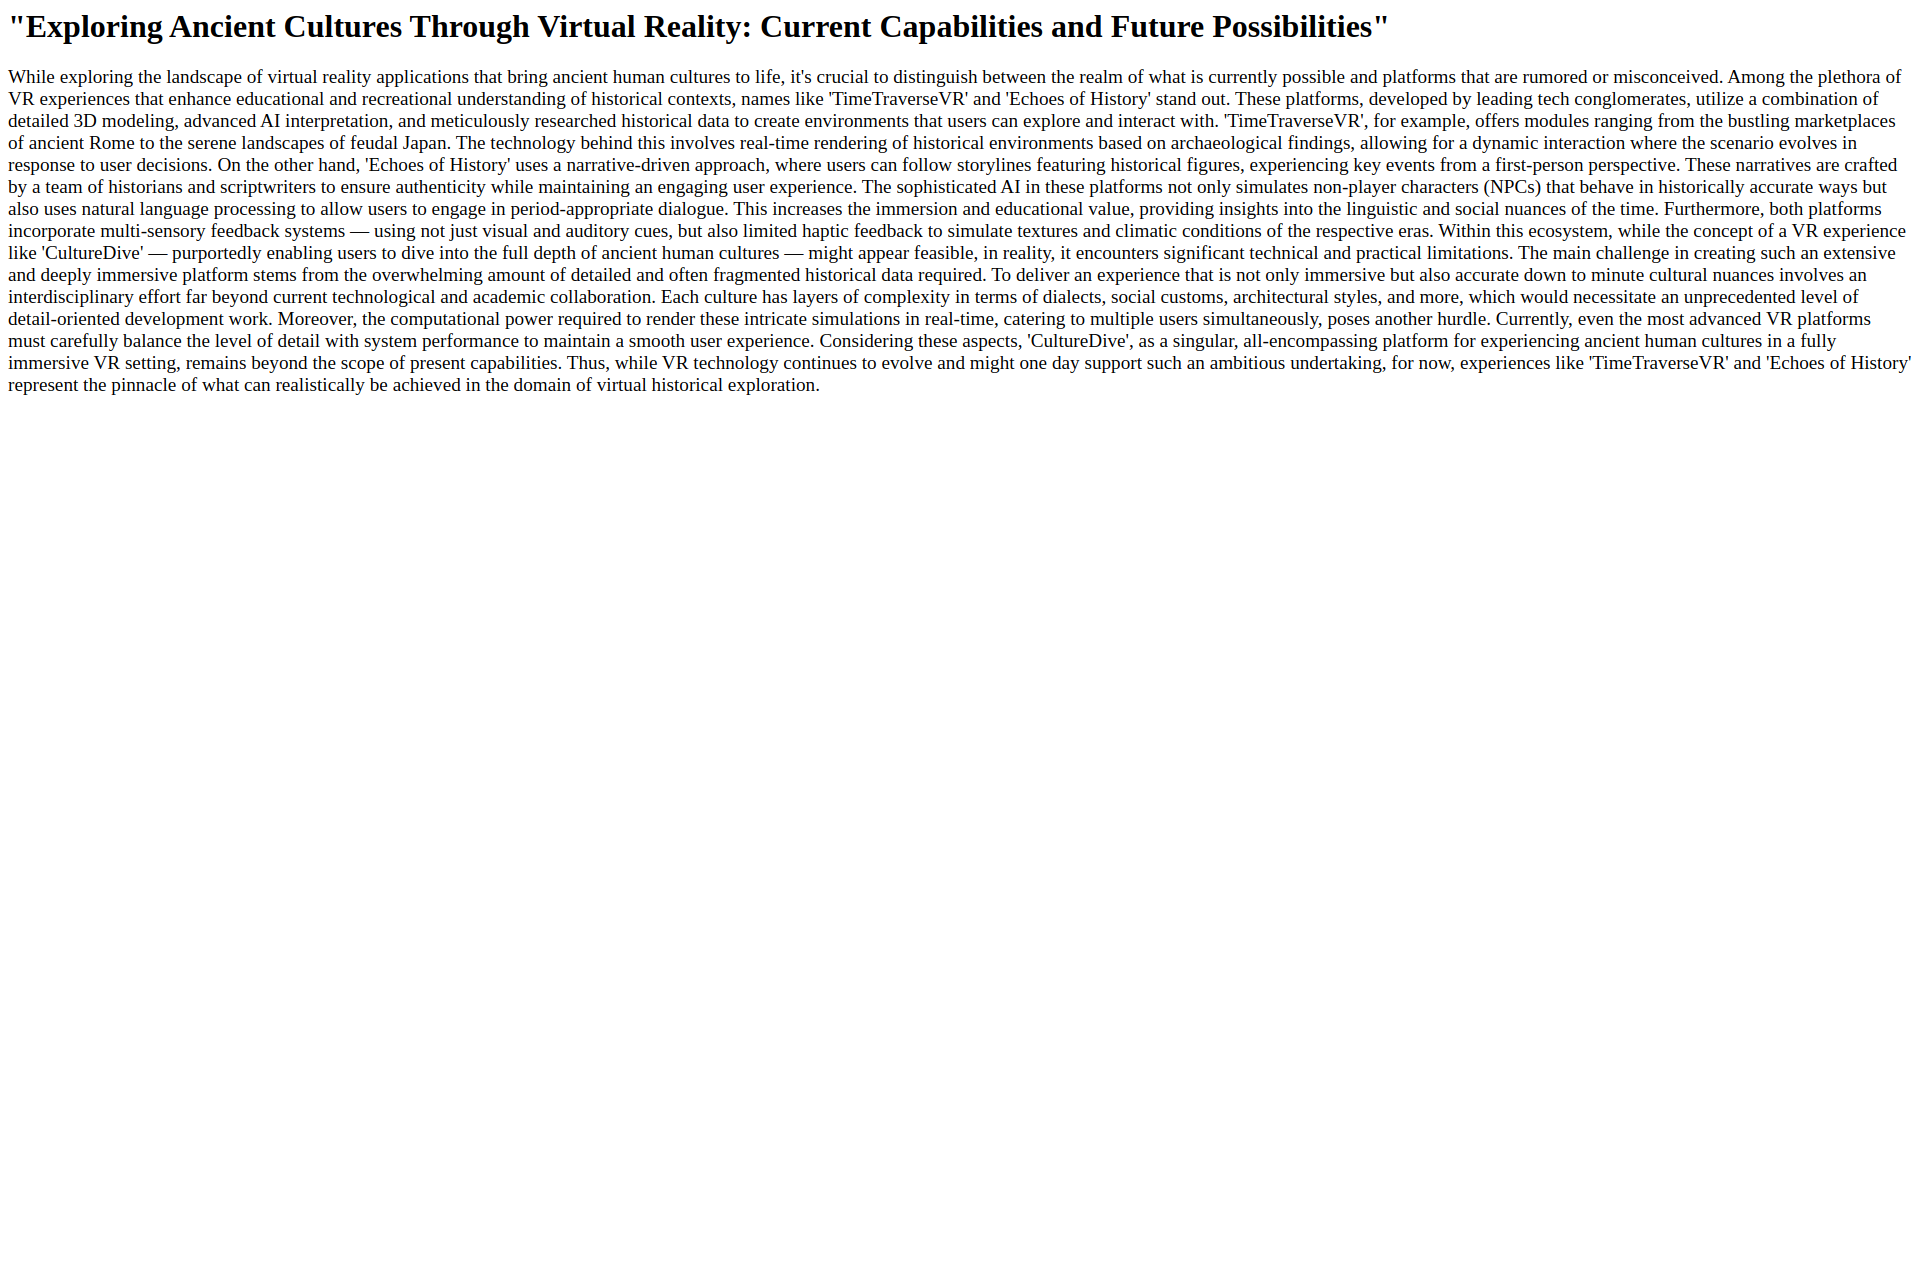 "Exploring Ancient Cultures Through Virtual Reality: Current Capabilities and Future Possibilities"
While exploring the landscape of virtual reality applications that bring ancient human cultures to life, it's crucial to distinguish between the realm of what is currently possible and platforms that are rumored or misconceived. Among the plethora of
VR experiences that enhance educational and recreational understanding of historical contexts, names like 'TimeTraverseVR' and 'Echoes of History' stand out. These platforms, developed by leading tech conglomerates, utilize a combination of
detailed 3D modeling, advanced AI interpretation, and meticulously researched historical data to create environments that users can explore and interact with. 'TimeTraverseVR', for example, offers modules ranging from the bustling marketplaces
of ancient Rome to the serene landscapes of feudal Japan. The technology behind this involves real-time rendering of historical environments based on archaeological findings, allowing for a dynamic interaction where the scenario evolves in
response to user decisions. On the other hand, 'Echoes of History' uses a narrative-driven approach, where users can follow storylines featuring historical figures, experiencing key events from a first-person perspective. These narratives are crafted
by a team of historians and scriptwriters to ensure authenticity while maintaining an engaging user experience. The sophisticated AI in these platforms not only simulates non-player characters (NPCs) that behave in historically accurate ways but
also uses natural language processing to allow users to engage in period-appropriate dialogue. This increases the immersion and educational value, providing insights into the linguistic and social nuances of the time. Furthermore, both platforms
incorporate multi-sensory feedback systems — using not just visual and auditory cues, but also limited haptic feedback to simulate textures and climatic conditions of the respective eras. Within this ecosystem, while the concept of a VR experience
like 'CultureDive' — purportedly enabling users to dive into the full depth of ancient human cultures — might appear feasible, in reality, it encounters significant technical and practical limitations. The main challenge in creating such an extensive
and deeply immersive platform stems from the overwhelming amount of detailed and often fragmented historical data required. To deliver an experience that is not only immersive but also accurate down to minute cultural nuances involves an
interdisciplinary effort far beyond current technological and academic collaboration. Each culture has layers of complexity in terms of dialects, social customs, architectural styles, and more, which would necessitate an unprecedented level of
detail-oriented development work. Moreover, the computational power required to render these intricate simulations in real-time, catering to multiple users simultaneously, poses another hurdle. Currently, even the most advanced VR platforms
must carefully balance the level of detail with system performance to maintain a smooth user experience. Considering these aspects, 'CultureDive', as a singular, all-encompassing platform for experiencing ancient human cultures in a fully
immersive VR setting, remains beyond the scope of present capabilities. Thus, while VR technology continues to evolve and might one day support such an ambitious undertaking, for now, experiences like 'TimeTraverseVR' and 'Echoes of History'
represent the pinnacle of what can realistically be achieved in the domain of virtual historical exploration.